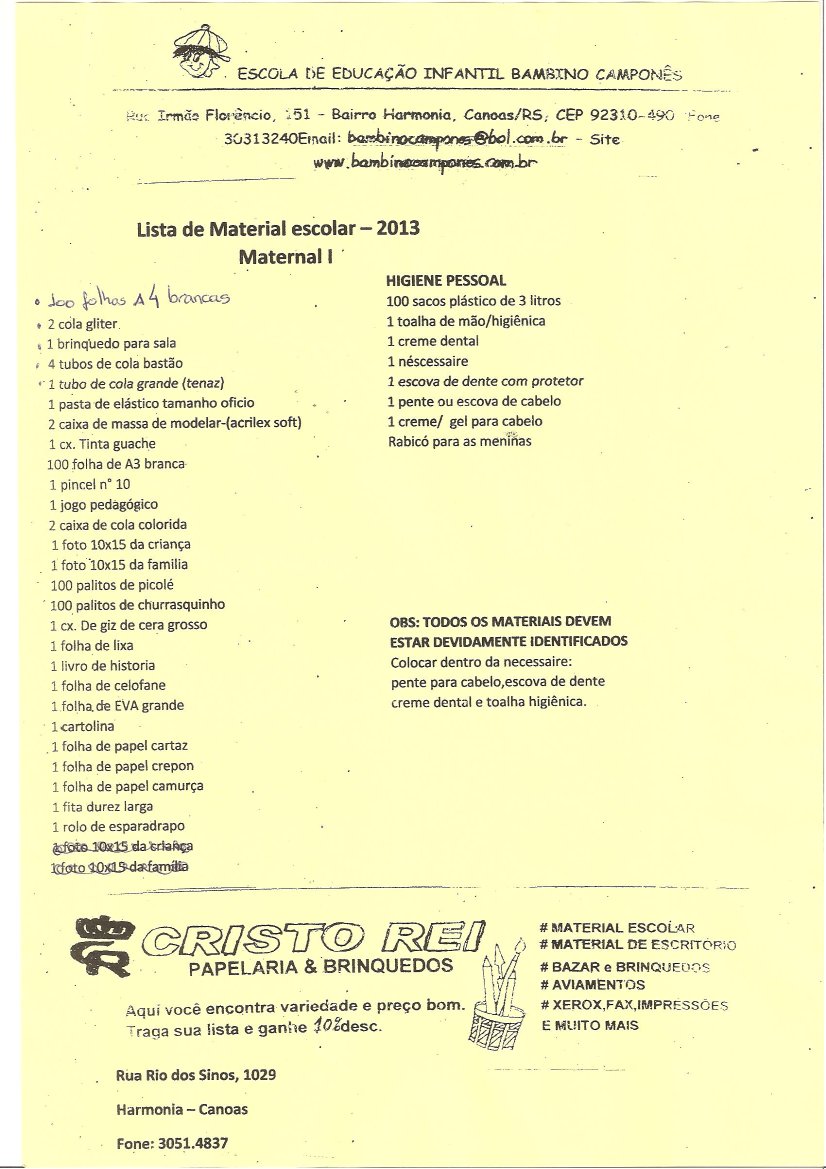 ESCOLA DE EDUCAÇÃO INFANTIL BAMBINO CAMPONÊS
Rua Irmão Florêncio, 151 - Bairro Harmonia, Canoas/RS, CEP 92310-490 Fone
30313240Email: bambinocampones@bol.com.br - Site
www.bambinocampones.com.br
Lista de Material escolar – 2013
Maternal I
100 folhas A4 brancas
2 cola gliter
1 brinquedo para sala
4 tubos de cola bastão
1 tubo de cola grande (tenaz)
1 pasta de elástico tamanho oficio
2 caixa de massa de modelar-(acrilex soft)
1 cx. Tinta guache
100 folha de A3 branca
1 pincel n° 10
1 jogo pedagógico
2 caixa de cola colorida
1 foto 10x15 da criança
1 foto 10x15 da familia
100 palitos de picolé
100 palitos de churrasquinho
1 cx. De giz de cera grosso
1 folha de lixa
1 livro de historia
1 folha de celofane
1 folha de EVA grande
1 cartolina
1 folha de papel cartaz
1 folha de papel crepon
1 folha de papel camurça
1 fita durez larga
1 rolo de esparadrapo
1 foto 10x15 da criança
1 foto 10x15 da família
HIGIENE PESSOAL
100 sacos plástico de 3 litros
1 toalha de mão/higiênica
1 creme dental
1 néscessaire
1 escova de dente com protetor
1 pente ou escova de cabelo
1 creme/ gel para cabelo
Rabicó para as meninas
OBS: TODOS OS MATERIAIS DEVEM
ESTAR DEVIDAMENTE IDENTIFICADOS
Colocar dentro da necessaire:
pente para cabelo,escova de dente
creme dental e toalha higiênica.
CR
CRISTO REI
PAPELARIA & BRINQUEDOS
Aqui você encontra variedade e preço bom.
Traga sua lista e ganhe 10% desc.
# MATERIAL ESCOLAR
# MATERIAL DE ESCRITÓRIO
# BAZAR e BRINQUEDOS
# AVIAMENTOS
# XEROX,FAX,IMPRESSÕES
E MUITO MAIS
Rua Rio dos Sinos, 1029
Harmonia – Canoas
Fone: 3051.4837